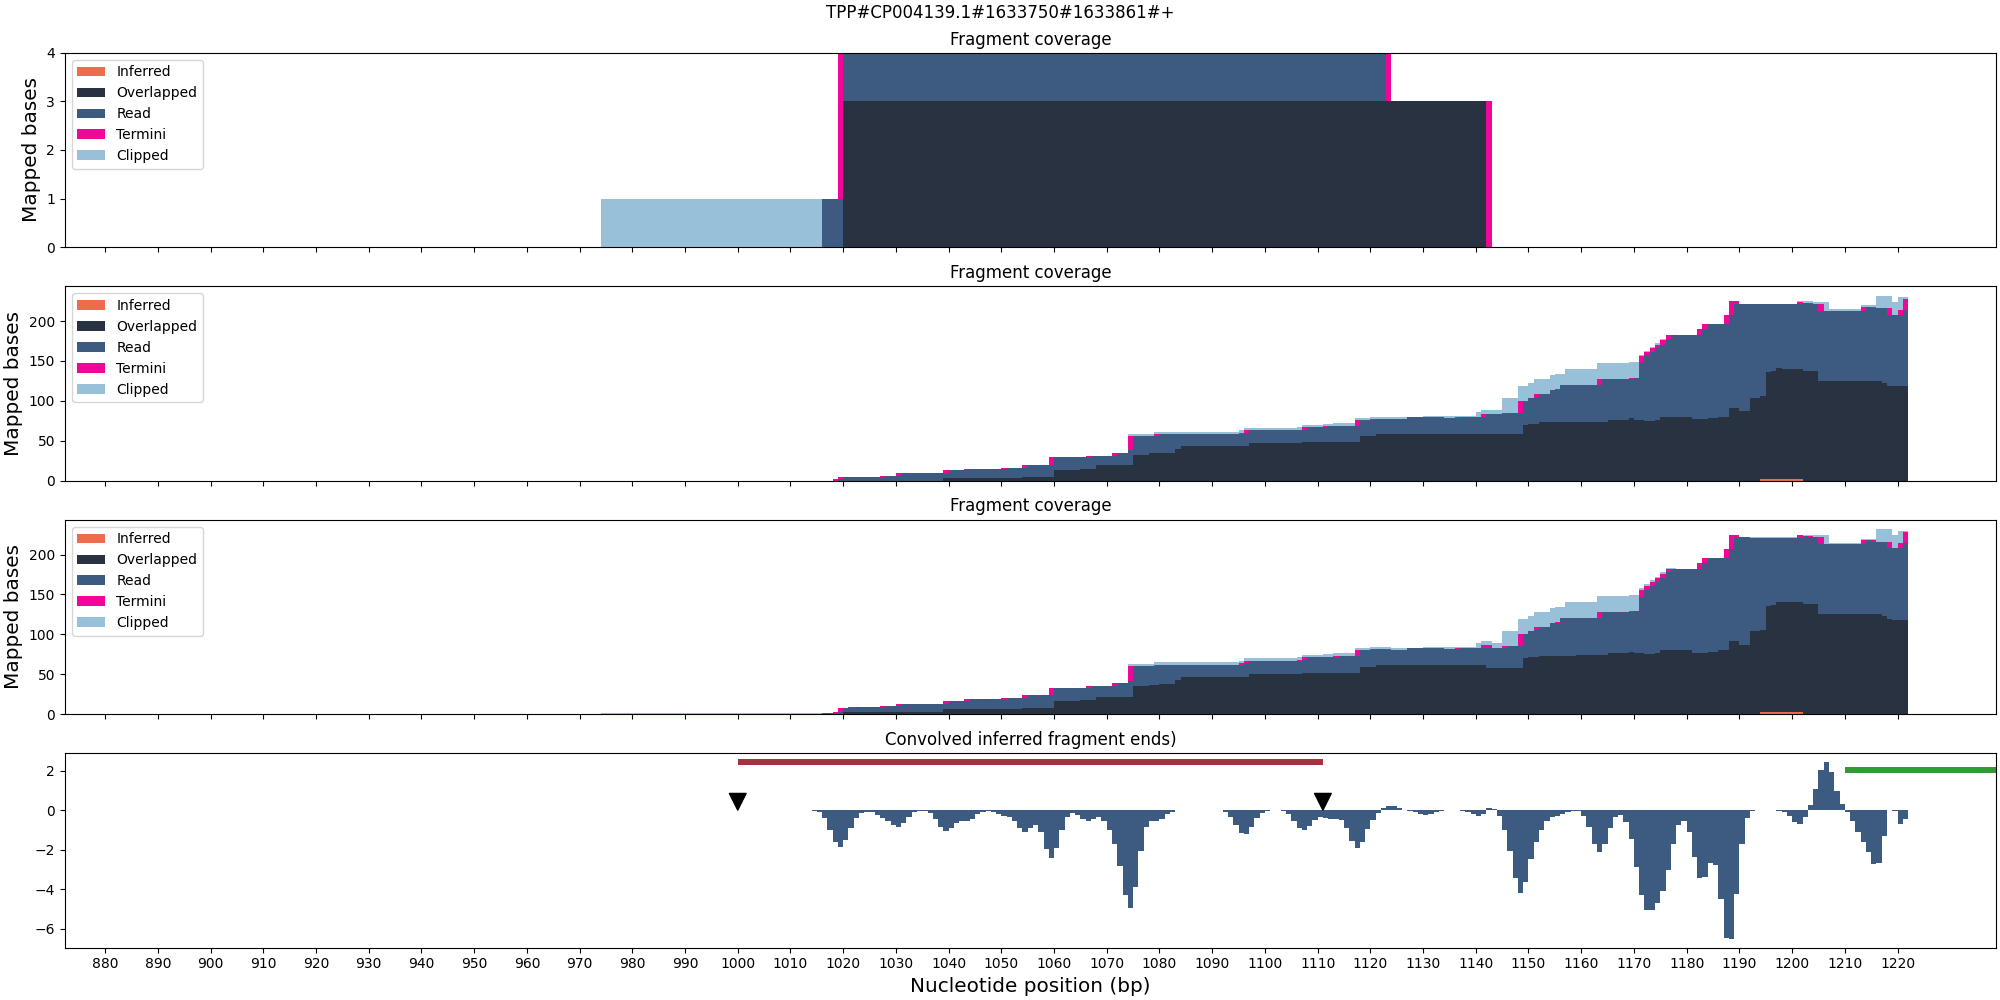 TPP#CP004139.1#1633750#1633861#+
Fragment coverage
Mapped bases
4
3
2
1
0
Inferred
Overlapped
Read
Termini
Clipped
Fragment coverage
Mapped bases
200
150
100
50
0
Inferred
Overlapped
Read
Termini
Clipped
Fragment coverage
Mapped bases
200
150
100
50
0
Inferred
Overlapped
Read
Termini
Clipped
Convolved inferred fragment ends)
2
0
−2
−4
−6
880 890 900 910 920 930 940 950 960 970 980 990 1000 1010 1020 1030 1040 1050 1060 1070 1080 1090 1100 1110 1120 1130 1140 1150 1160 1170 1180 1190 1200 1210 1220
Nucleotide position (bp)